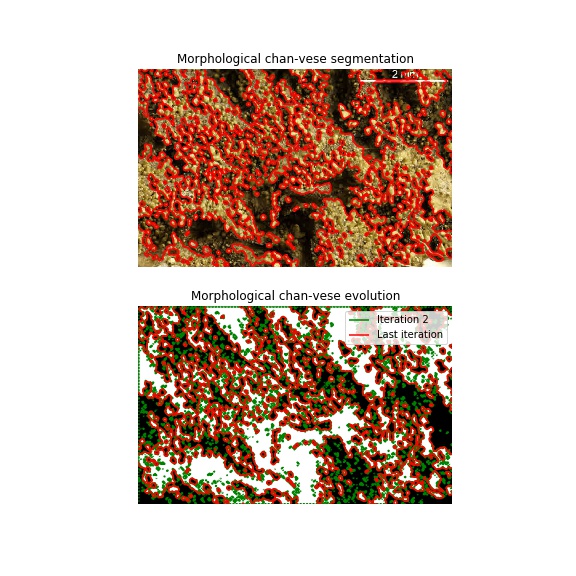 Morphological chan-vese segmentation
2 mm
Morphological chan-vese evolution
Iteration 2
Last iteration